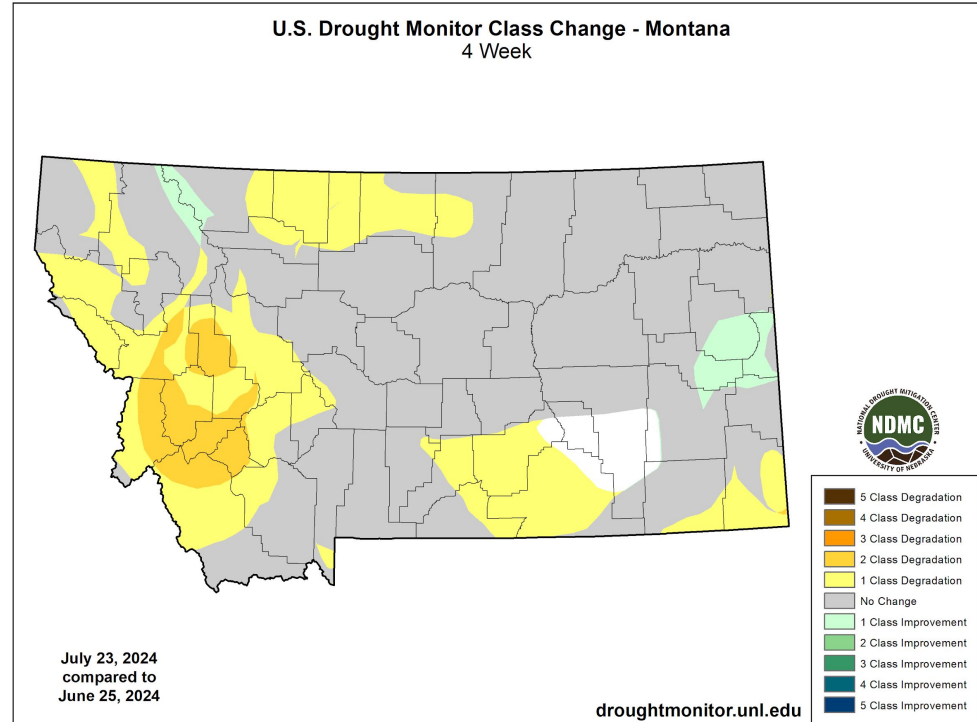 U.S. Drought Monitor Class Change - Montana
4 Week
NATIONAL DROUGHT MITIGATION CENTER
NDMC
UNIVERSITY OF NEBRASKA
5 Class Degradation
4 Class Degradation
3 Class Degradation
2 Class Degradation
1 Class Degradation
No Change
1 Class Improvement
2 Class Improvement
3 Class Improvement
4 Class Improvement
5 Class Improvement
July 23, 2024
compared to
June 25, 2024
droughtmonitor.unl.edu